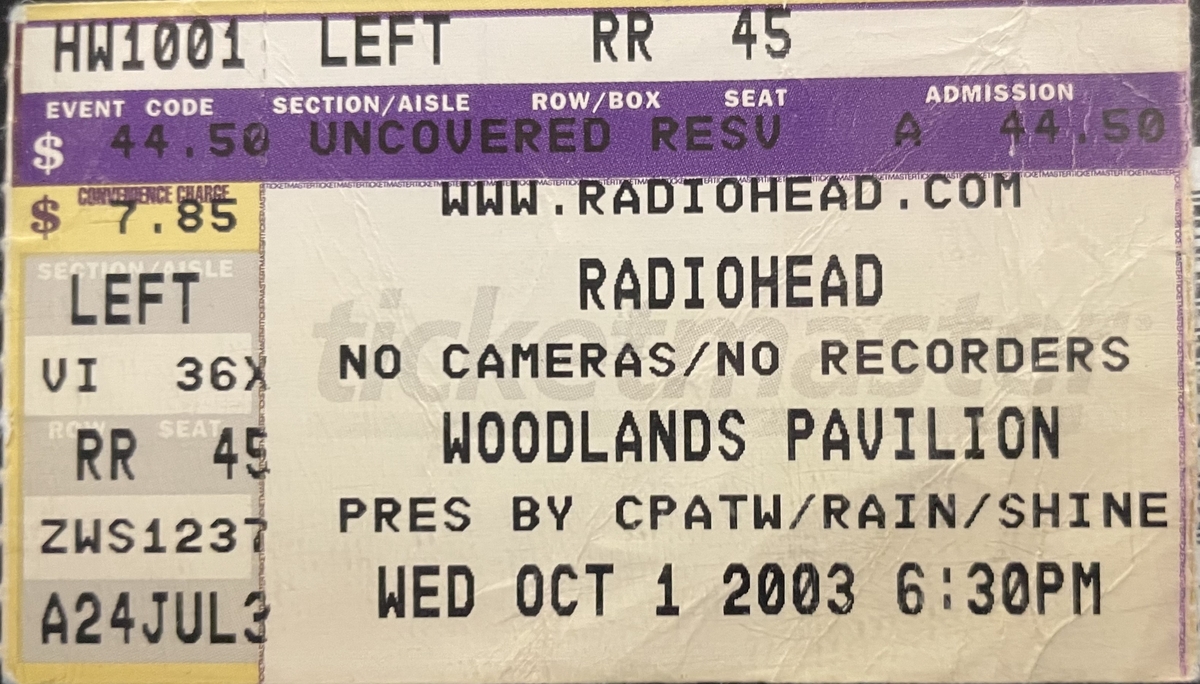 HW1001 LEFT RR 45
EVENT CODE SECTION/AISLE ROW/BOX SEAT ADMISSION
$ 44.50 UNCOVERED RESV A 44.50
CONVENIENCE CHARGE
$ 7.85
SECTION/AISLE
LEFT
VI 36X
ROW SEAT
RR 45
ZWS1237
A24JUL3
WWW.RADIOHEAD.COM
RADIOHEAD
ticketmaster
NO CAMERAS/NO RECORDERS
WOODLANDS PAVILION
PRES BY CPATW/RAIN/SHINE
WED OCT 1 2003 6:30PM